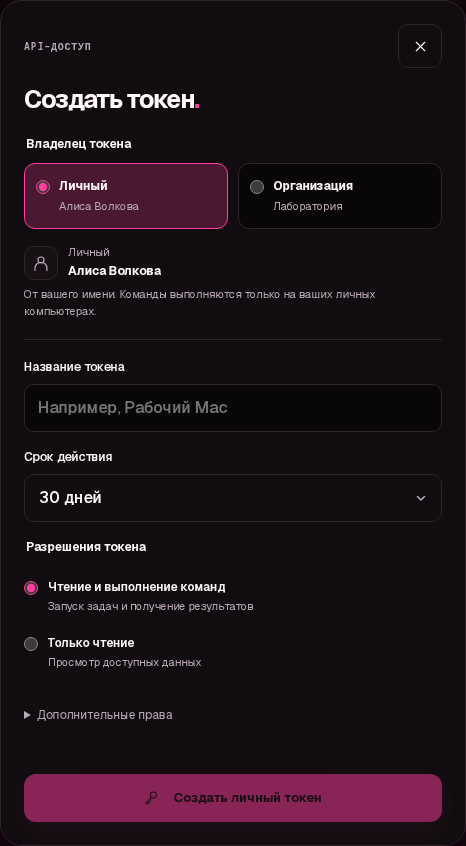 API-ДОСТУП
Создать токен.
Владелец токена
Личный
Алиса Волкова
Организация
Лаборатория
Личный
Алиса Волкова
От вашего имени. Команды выполняются только на ваших личных
компьютерах.
Название токена
Например, Рабочий Mac
Срок действия
30 дней
Разрешения токена
Чтение и выполнение команд
Запуск задач и получение результатов
Только чтение
Просмотр доступных данных
Дополнительные права
Создать личный токен